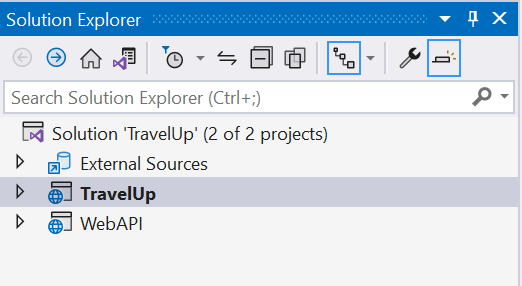 Solution Explorer
Search Solution Explorer (Ctrl+;)
Solution 'TravelUp' (2 of 2 projects)
External Sources
TravelUp
WebAPI